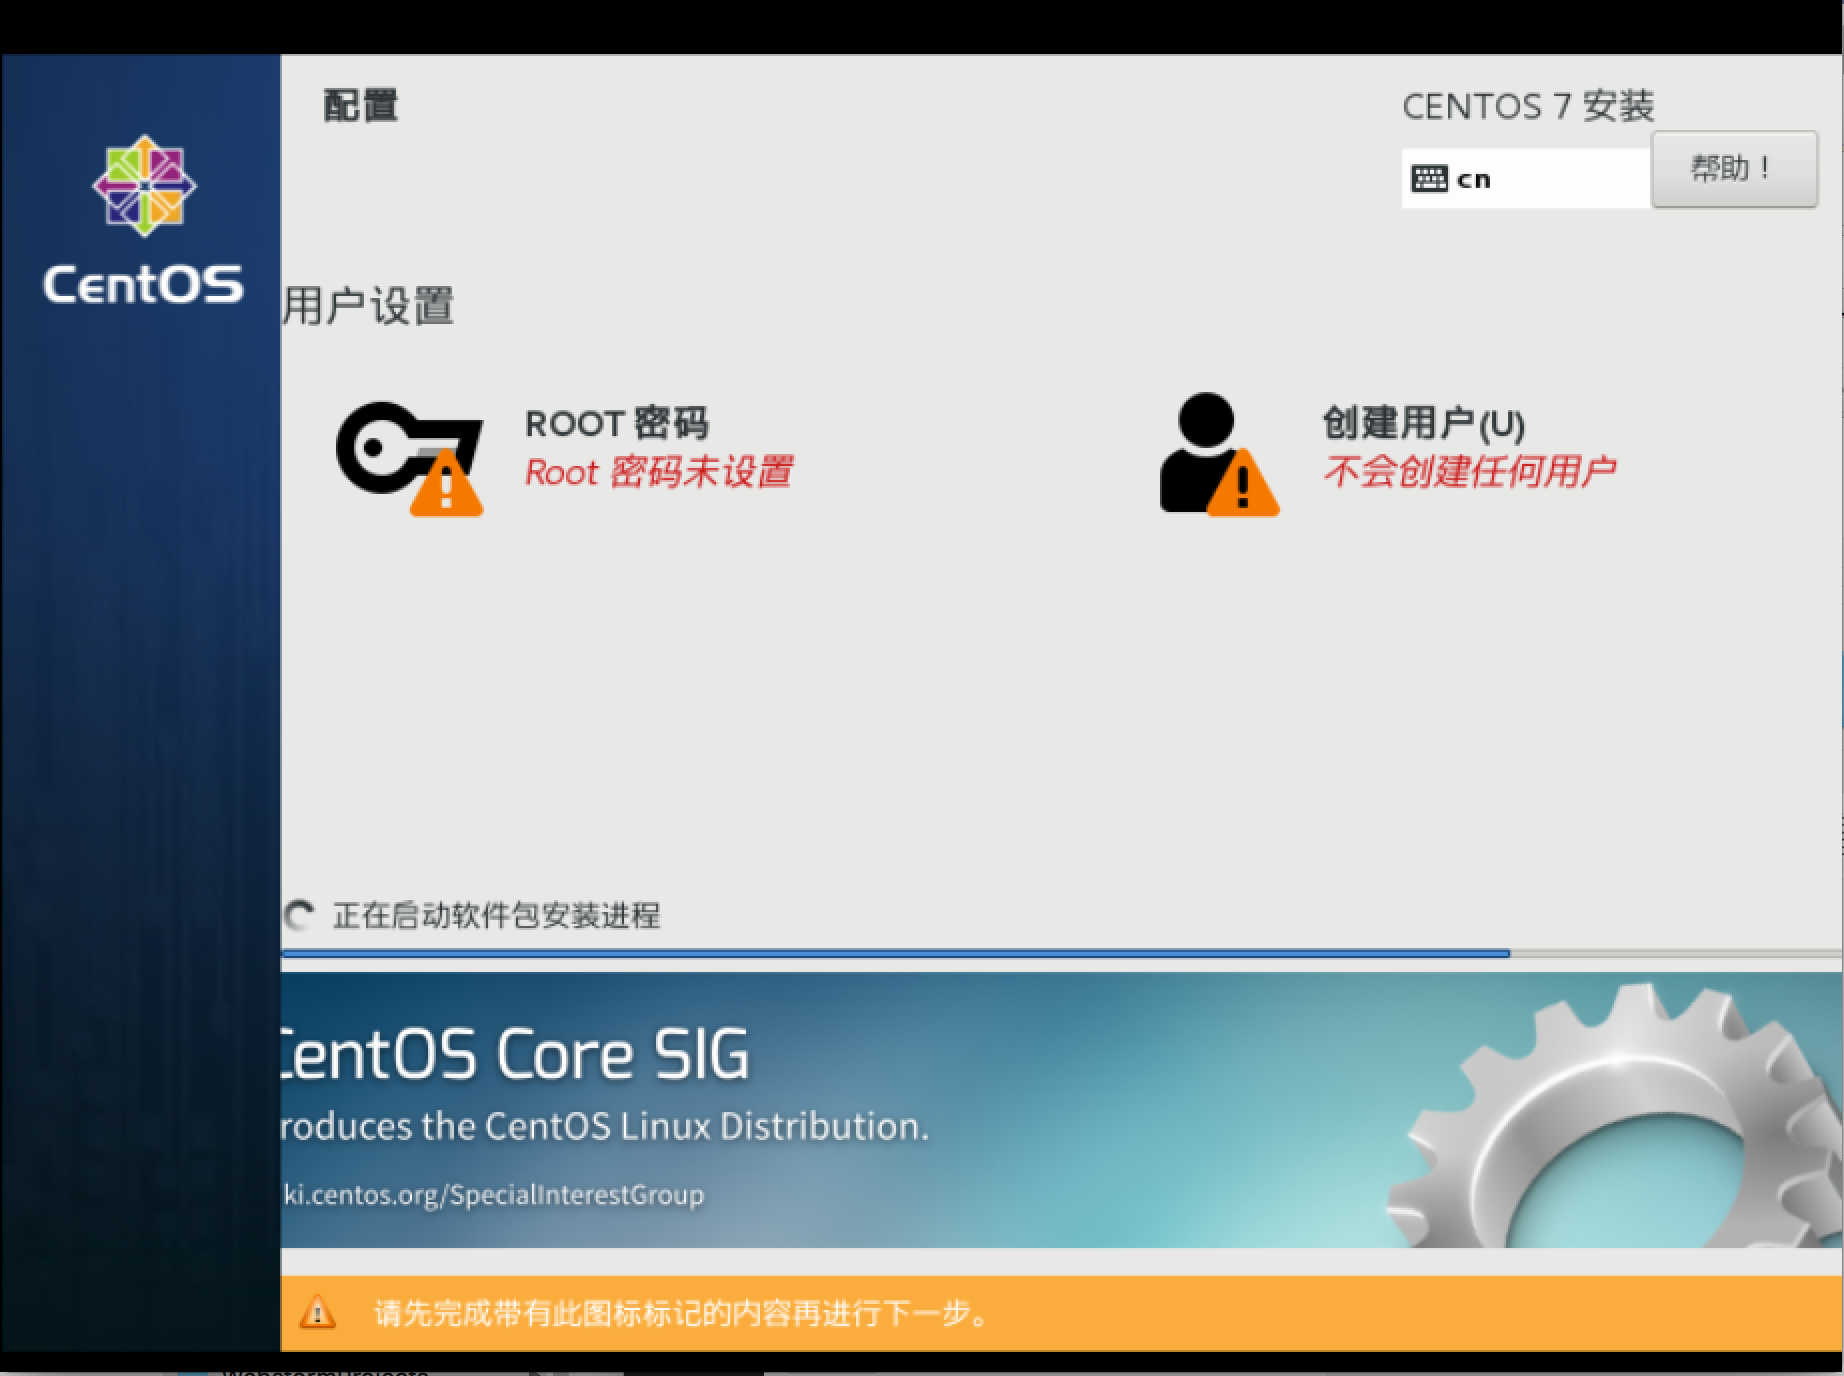 配置
CENTOS 7 安装
cn
帮助！
CentOS
用户设置
ROOT 密码
Root 密码未设置
创建用户(U)
不会创建任何用户
正在启动软件包安装进程
CentOS Core SIG
roduces the CentOS Linux Distribution.
ki.centos.org/SpecialInterestGroup
请先完成带有此图标标记的内容再进行下一步。